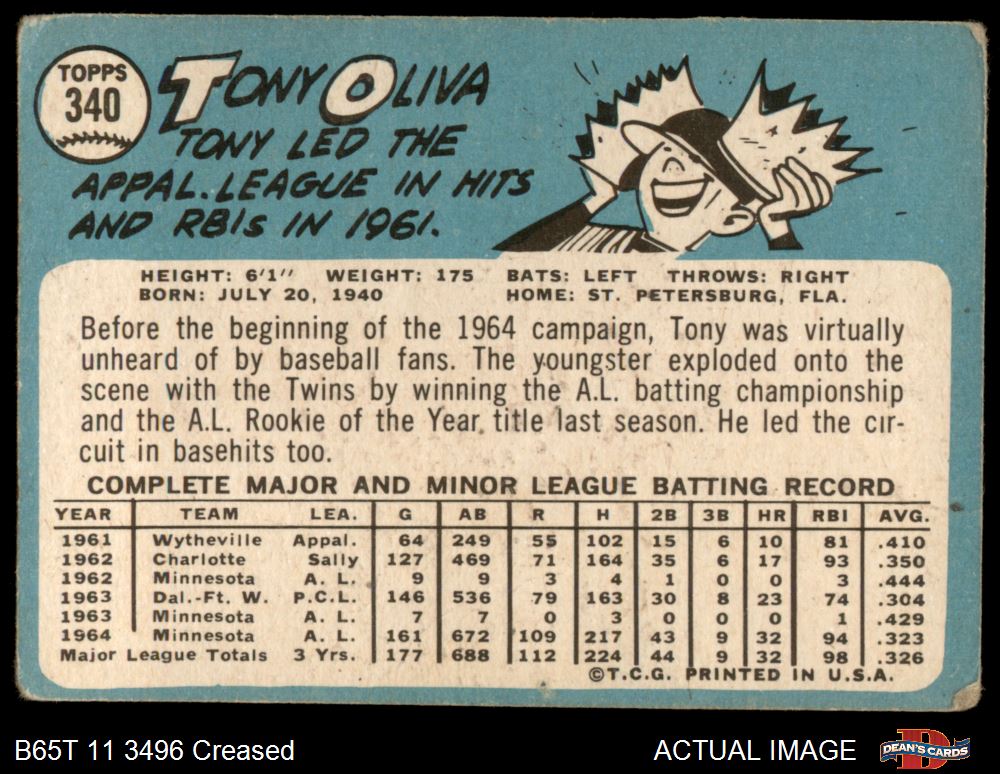 TOPPS
340
TONY OLIVA
TONY LED THE
APPAL. LEAGUE IN HITS
AND RBIs IN 1961.
HEIGHT: 6'1" WEIGHT: 175 BATS: LEFT THROWS: RIGHT
BORN: JULY 20, 1940 HOME: ST. PETERSBURG, FLA.
Before the beginning of the 1964 campaign, Tony was virtually
unheard of by baseball fans. The youngster exploded onto the
scene with the Twins by winning the A.L. batting championship
and the A.L. Rookie of the Year title last season. He led the cir-
cuit in basehits too.
COMPLETE MAJOR AND MINOR LEAGUE BATTING RECORD
YEAR TEAM LEA. G AB R H 2B 3B HR RBI AVG.
1961 Wytheville Appal. 64 249 55 102 15 6 10 81 .410
1962 Charlotte Sally 127 469 71 164 35 6 17 93 .350
1962 Minnesota A. L. 9 9 3 4 1 0 0 3 .444
1963 Dal.-Ft. W. P.C.L. 146 536 79 163 30 8 23 74 .304
1963 Minnesota A. L. 7 7 0 3 0 0 0 1 .429
1964 Minnesota A. L. 161 672 109 217 43 9 32 94 .323
Major League Totals 3 Yrs. 177 688 112 224 44 9 32 98 .326
©T.C.G. PRINTED IN U.S.A.
B65T 11 3496 Creased ACTUAL IMAGE
DEAN'S CARDS